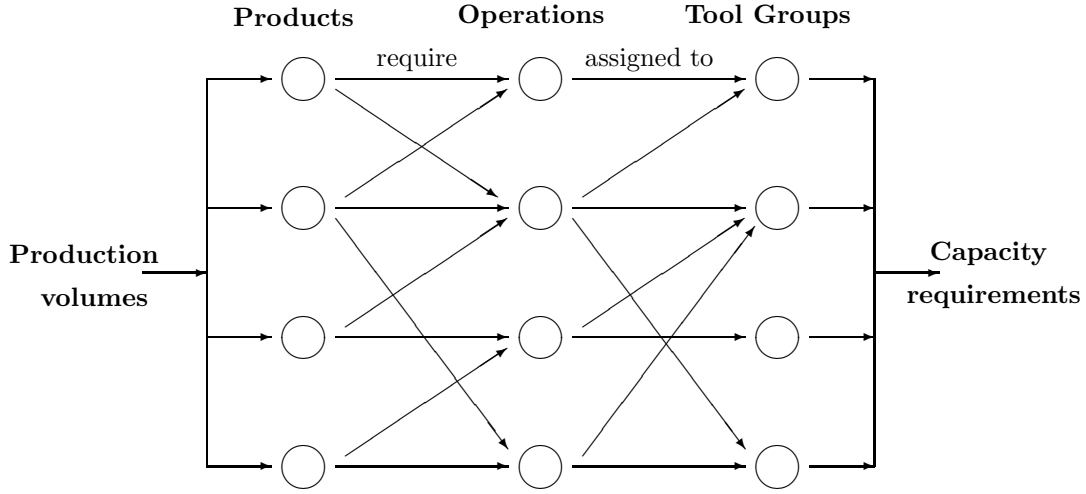 Products
Operations
Tool Groups
require
assigned to
Production
volumes
Capacity
requirements